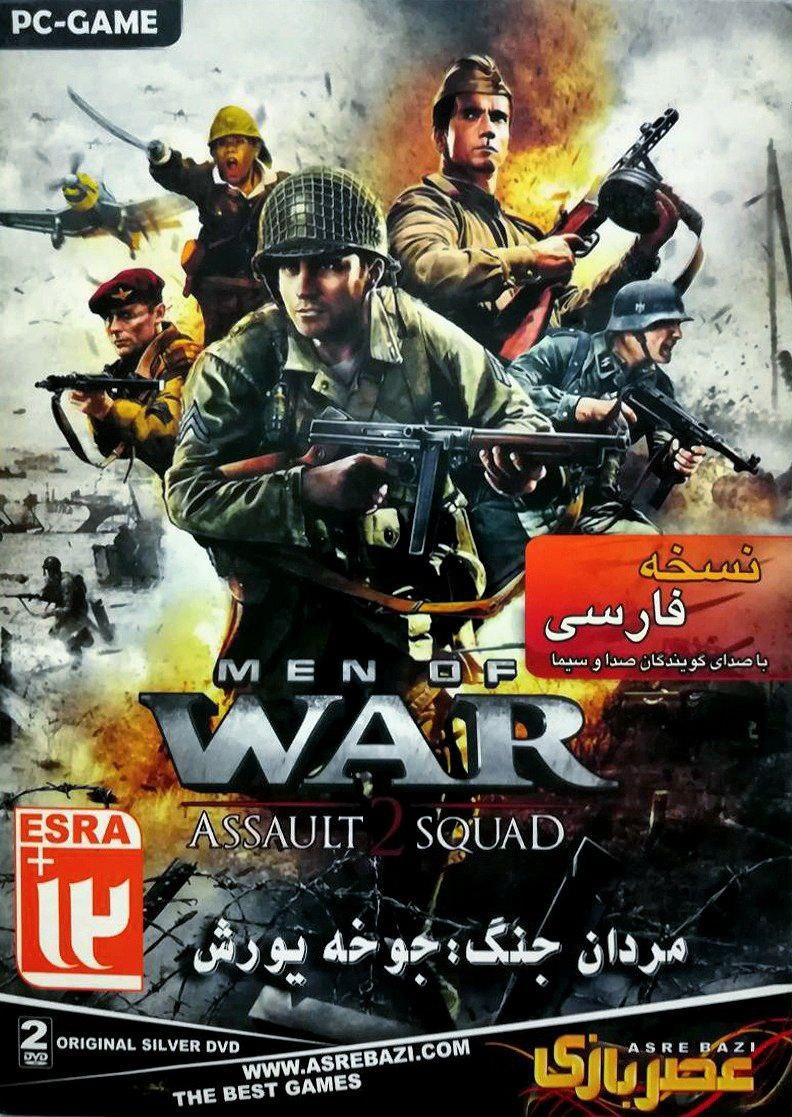 PC-GAME
نسخه
فارسی
با صدای گویندگان صدا و سیما
MEN OF
WAR
ASSAULT 2 SQUAD
ESRA
+۱۲
مردان جنگ؛ جوخه یورش
2 DVD ORIGINAL SILVER DVD
WWW.ASREBAZI.COM
THE BEST GAMES
ASRE BAZI
عصر بازی